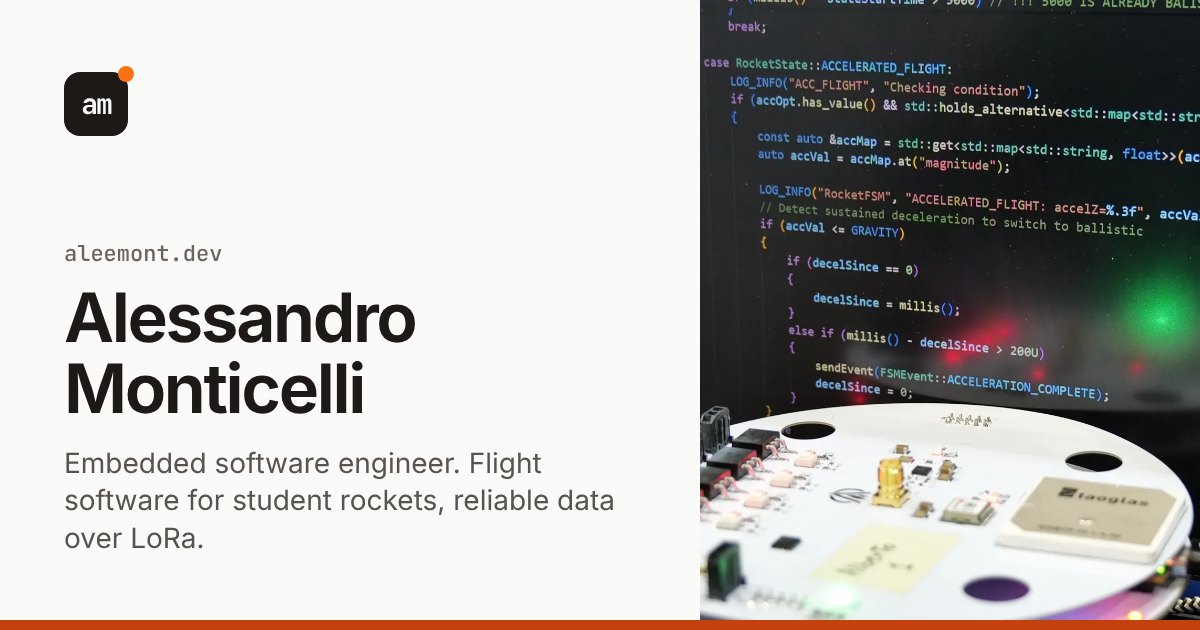 am
aleemont.dev
Alessandro
Monticelli
Embedded software engineer. Flight
software for student rockets, reliable data
over LoRa.
5000 IS ALREADY
break;
case RocketState::ACCELERATED_FLIGHT:
LOG_INFO("ACC_FLIGHT", "Checking condition");
if (accOpt.has_value() && std::holds_alternative<std::map<std::str
{
const auto &accMap = std::get<std::map<std::string, float>>(ac
auto accVal = accMap.at("magnitude");
LOG_INFO("RocketFSM", "ACCELERATED_FLIGHT: accelZ=%.3f", accVa
// Detect sustained deceleration to switch to ballistic
if (accVal <= GRAVITY)
{
if (decelSince == 0)
{
decelSince = millis();
}
else if (millis() - decelSince > 200U)
{
sendEvent(FSMEvent::ACCELERATION_COMPLETE);
decelSince = 0;
}
}
taoglas